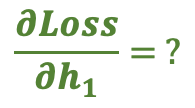 ∂Loss
∂h₁ = ?